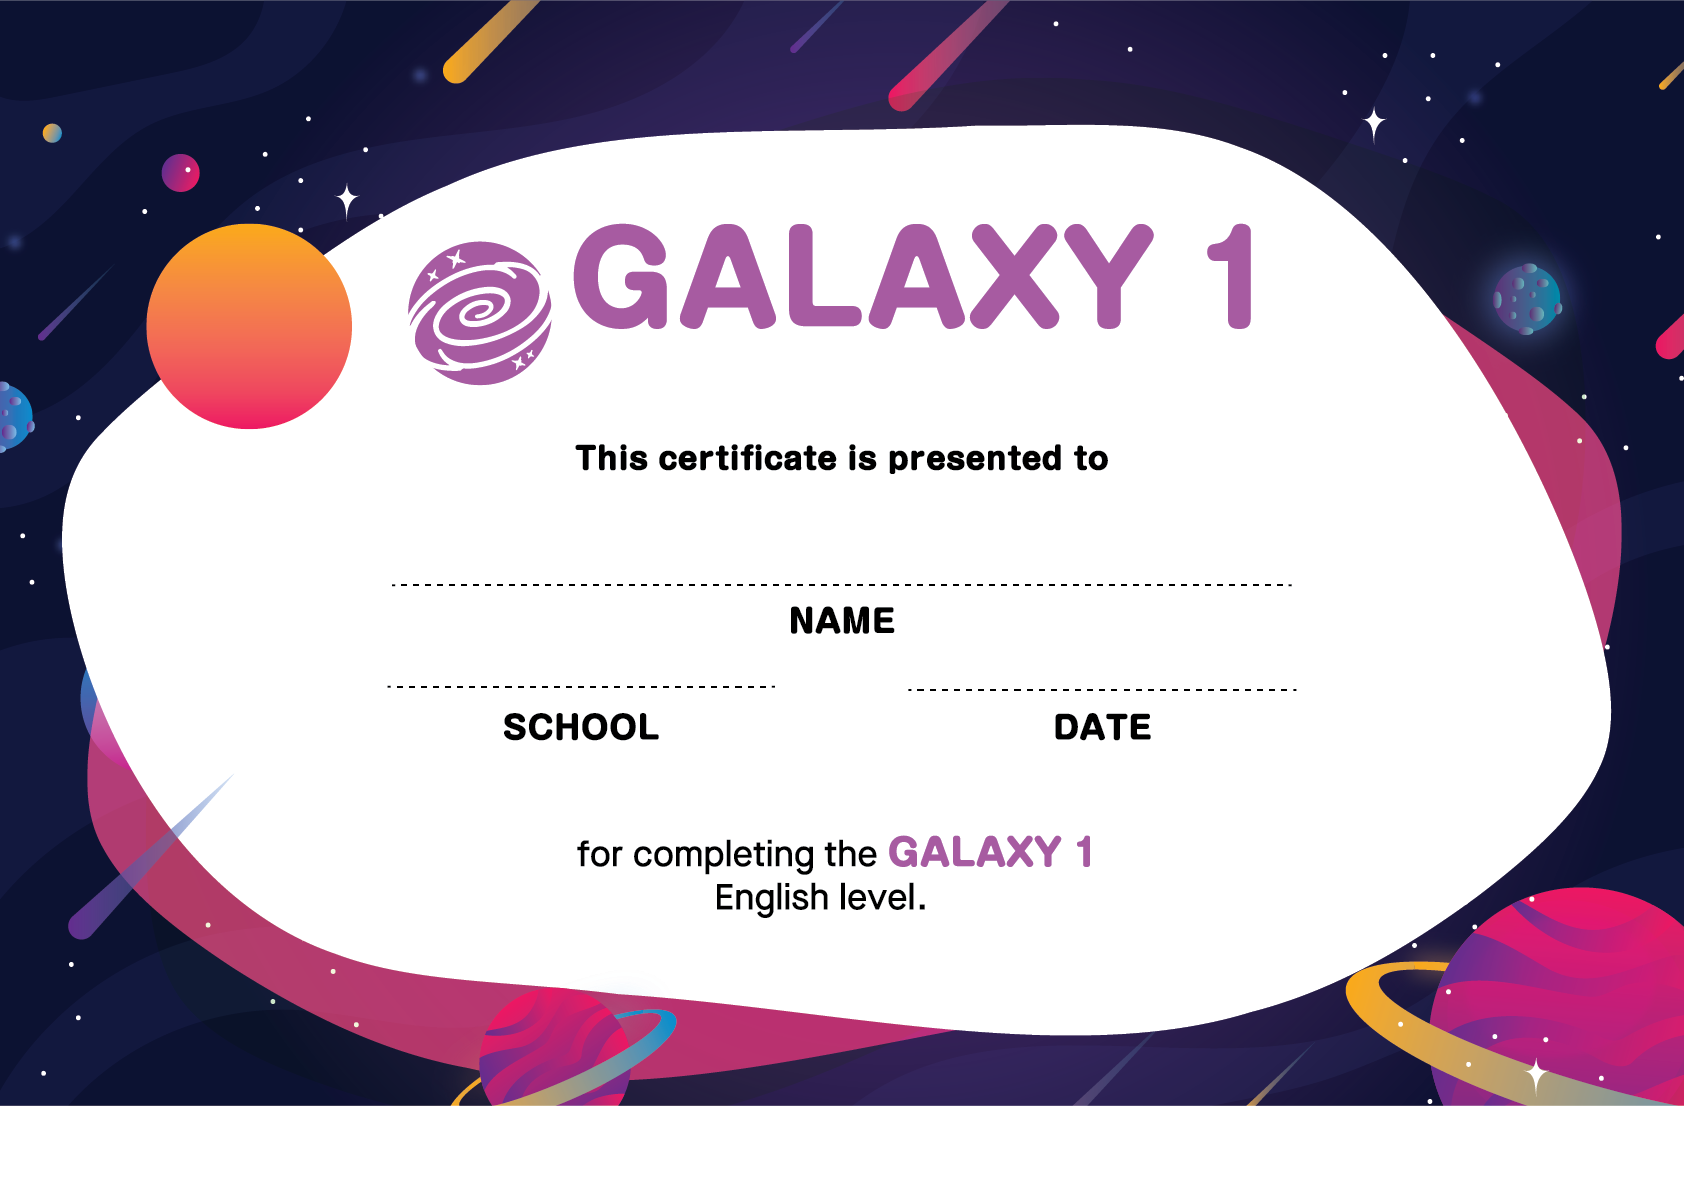 GALAXY 1
This certificate is presented to
NAME
SCHOOL
DATE
for completing the GALAXY 1
English level.